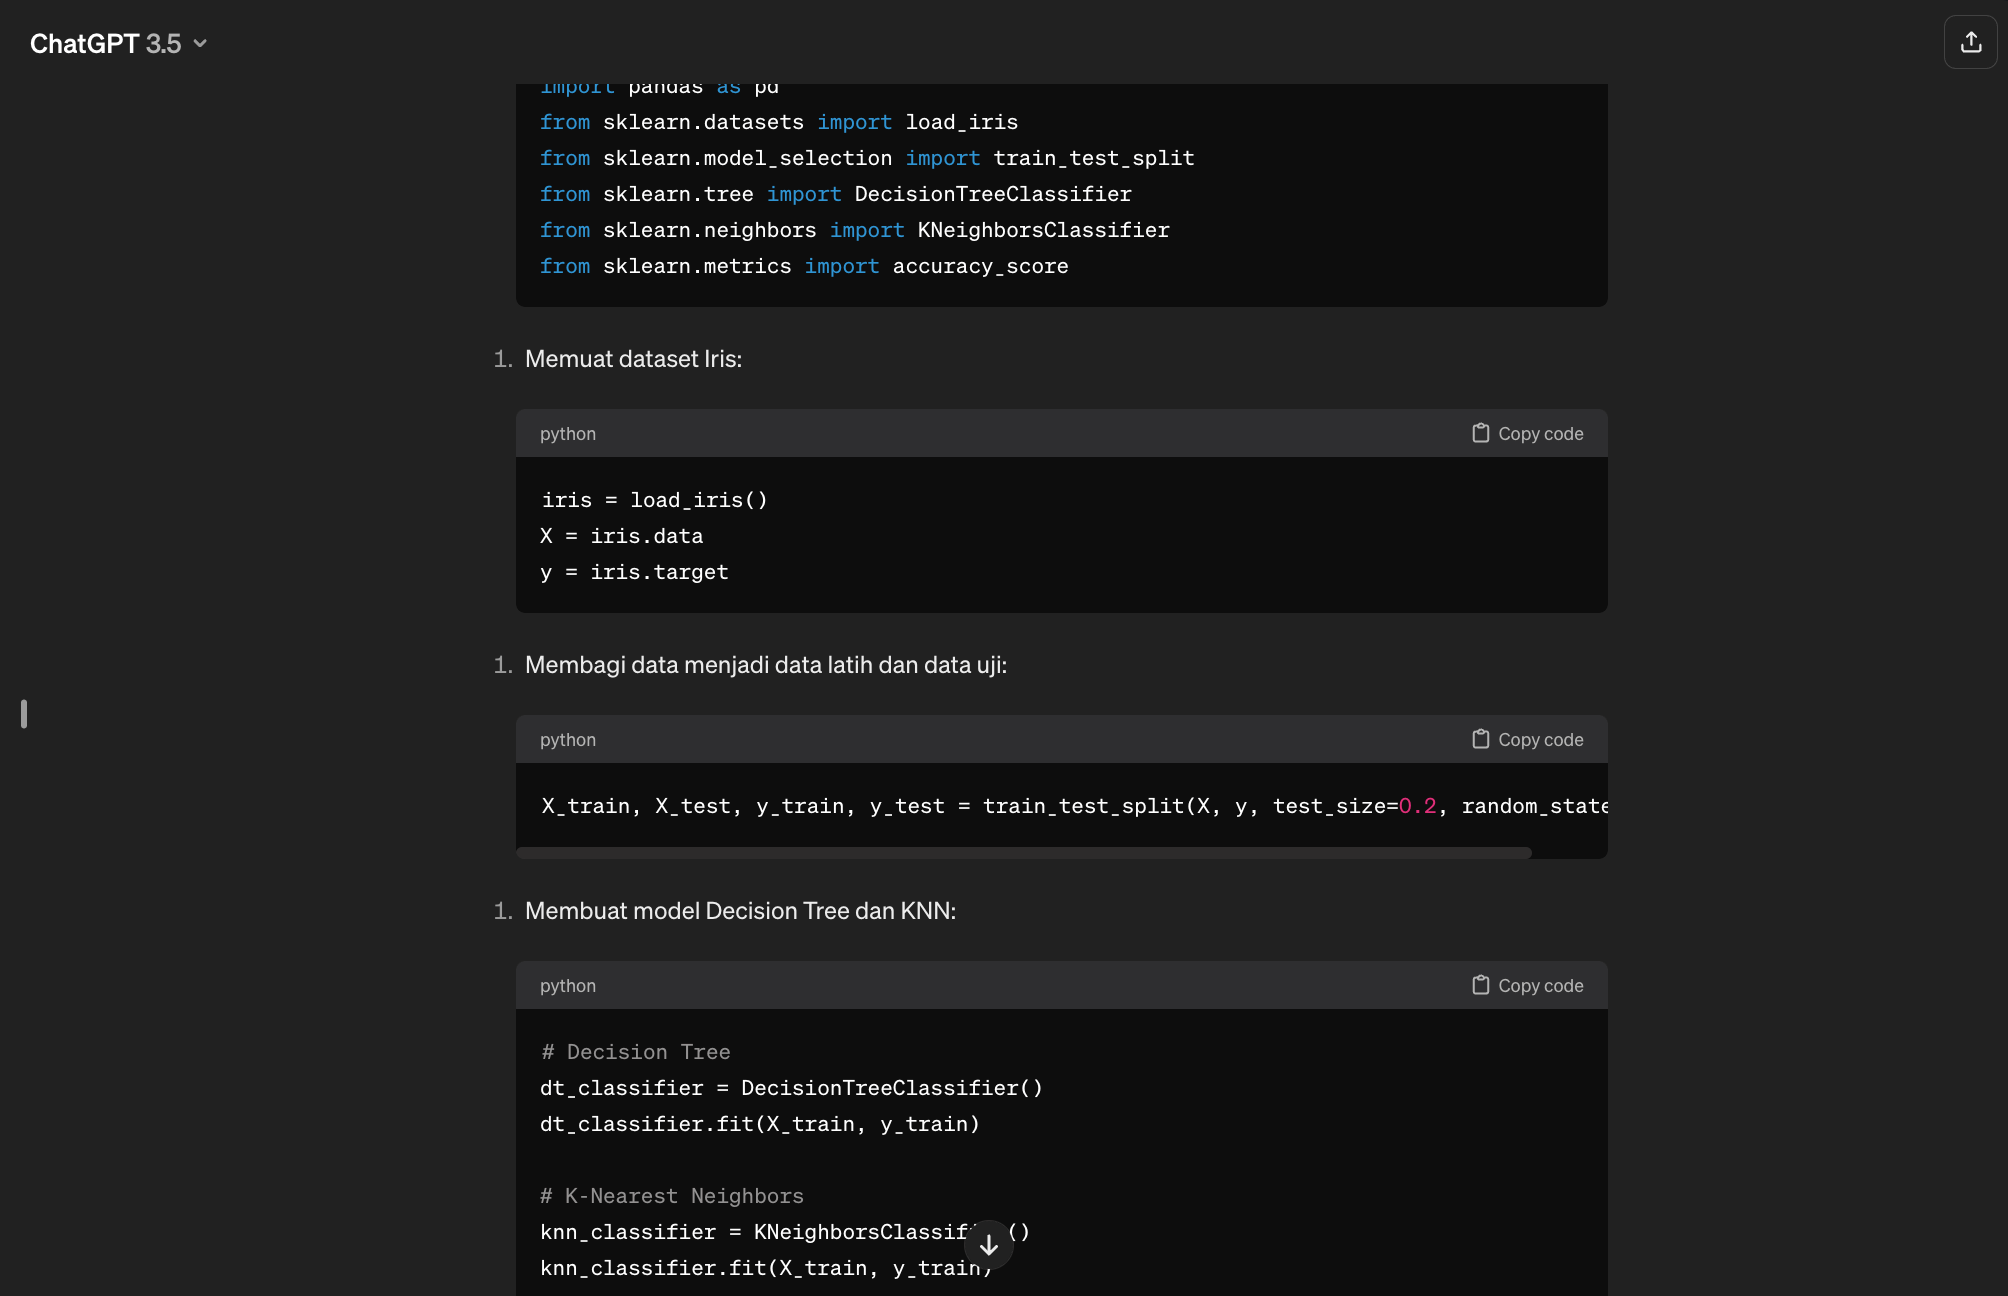 ChatGPT 3.5
import pandas as pd
from sklearn.datasets import load_iris
from sklearn.model_selection import train_test_split
from sklearn.tree import DecisionTreeClassifier
from sklearn.neighbors import KNeighborsClassifier
from sklearn.metrics import accuracy_score
1. Memuat dataset Iris:
python Copy code
iris = load_iris()
X = iris.data
y = iris.target
1. Membagi data menjadi data latih dan data uji:
python Copy code
X_train, X_test, y_train, y_test = train_test_split(X, y, test_size=0.2, random_state
1. Membuat model Decision Tree dan KNN:
python Copy code
# Decision Tree
dt_classifier = DecisionTreeClassifier()
dt_classifier.fit(X_train, y_train)
# K-Nearest Neighbors
knn_classifier = KNeighborsClassifier()
knn_classifier.fit(X_train, y_train)